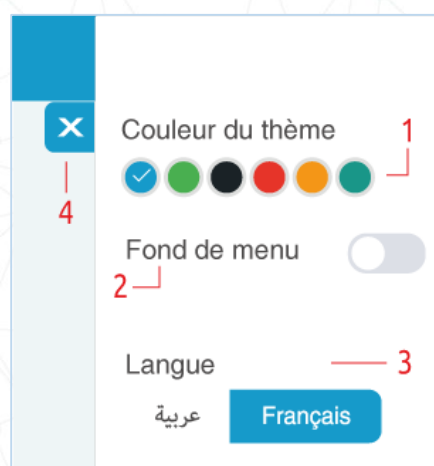 Couleur du thème 1
4
Fond de menu
2
Langue 3
عربية Français